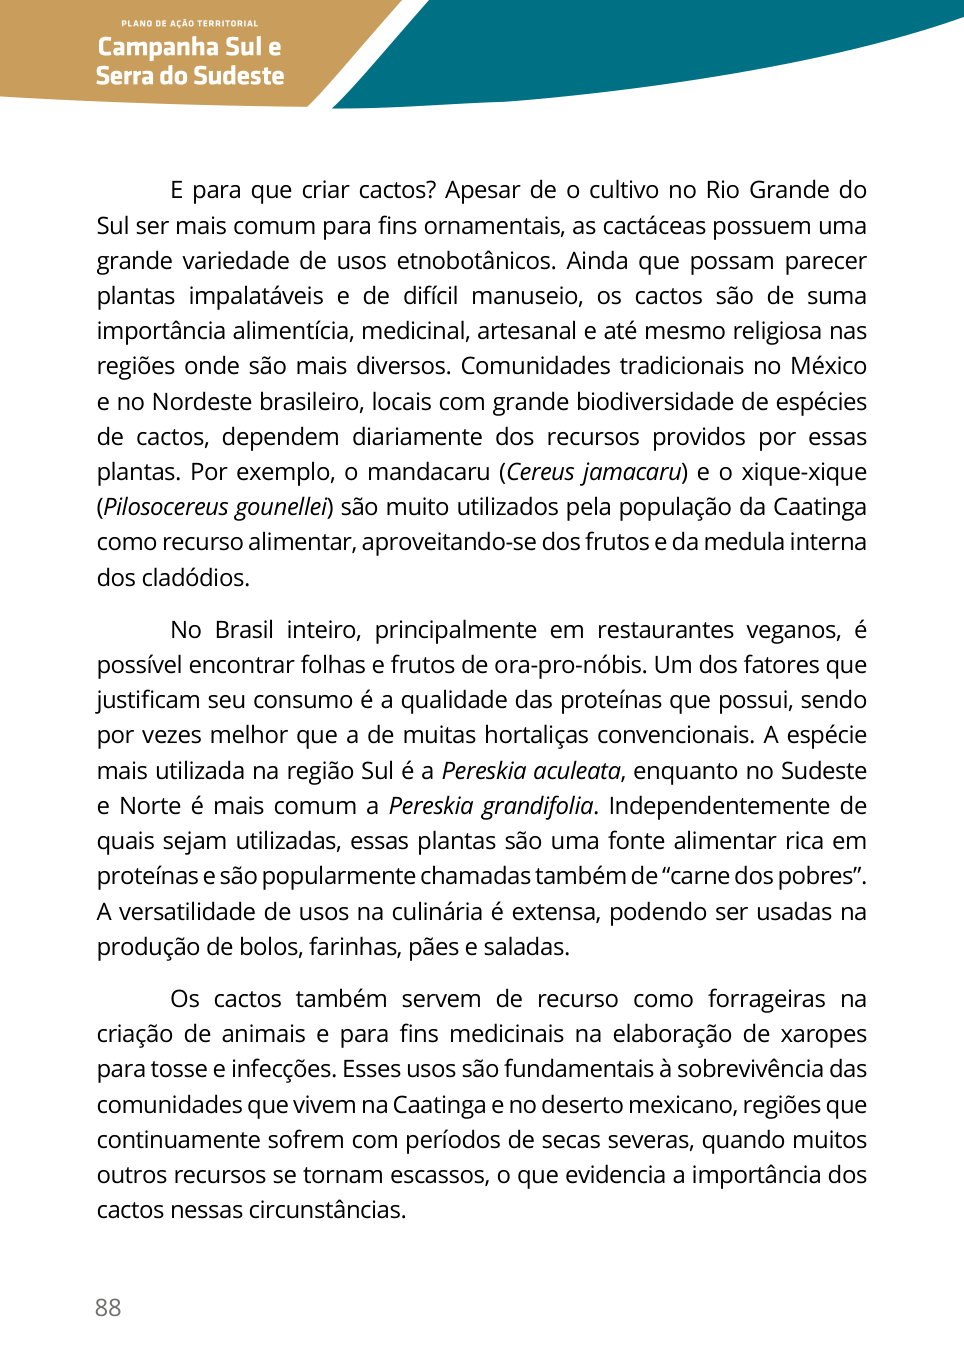 PLANO DE AÇÃO TERRITORIAL
Campanha Sul e
Serra do Sudeste
E para que criar cactos? Apesar de o cultivo no Rio Grande do
Sul ser mais comum para fins ornamentais, as cactáceas possuem uma
grande variedade de usos etnobotânicos. Ainda que possam parecer
plantas impalatáveis e de difícil manuseio, os cactos são de suma
importância alimentícia, medicinal, artesanal e até mesmo religiosa nas
regiões onde são mais diversos. Comunidades tradicionais no México
e no Nordeste brasileiro, locais com grande biodiversidade de espécies
de cactos, dependem diariamente dos recursos providos por essas
plantas. Por exemplo, o mandacaru (Cereus jamacaru) e o xique-xique
(Pilosocereus gounellei) são muito utilizados pela população da Caatinga
como recurso alimentar, aproveitando-se dos frutos e da medula interna
dos cladódios.
No Brasil inteiro, principalmente em restaurantes veganos, é
possível encontrar folhas e frutos de ora-pro-nóbis. Um dos fatores que
justificam seu consumo é a qualidade das proteínas que possui, sendo
por vezes melhor que a de muitas hortaliças convencionais. A espécie
mais utilizada na região Sul é a Pereskia aculeata, enquanto no Sudeste
e Norte é mais comum a Pereskia grandifolia. Independentemente de
quais sejam utilizadas, essas plantas são uma fonte alimentar rica em
proteínas e são popularmente chamadas também de “carne dos pobres”.
A versatilidade de usos na culinária é extensa, podendo ser usadas na
produção de bolos, farinhas, pães e saladas.
Os cactos também servem de recurso como forrageiras na
criação de animais e para fins medicinais na elaboração de xaropes
para tosse e infecções. Esses usos são fundamentais à sobrevivência das
comunidades que vivem na Caatinga e no deserto mexicano, regiões que
continuamente sofrem com períodos de secas severas, quando muitos
outros recursos se tornam escassos, o que evidencia a importância dos
cactos nessas circunstâncias.
88